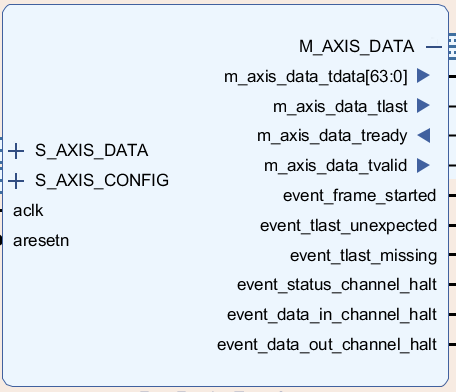 M_AXIS_DATA
m_axis_data_tdata[63:0]
m_axis_data_tlast
m_axis_data_tready
S_AXIS_DATA
m_axis_data_tvalid
S_AXIS_CONFIG
event_frame_started
aclk
event_tlast_unexpected
aresetn
event_tlast_missing
event_status_channel_halt
event_data_in_channel_halt
event_data_out_channel_halt